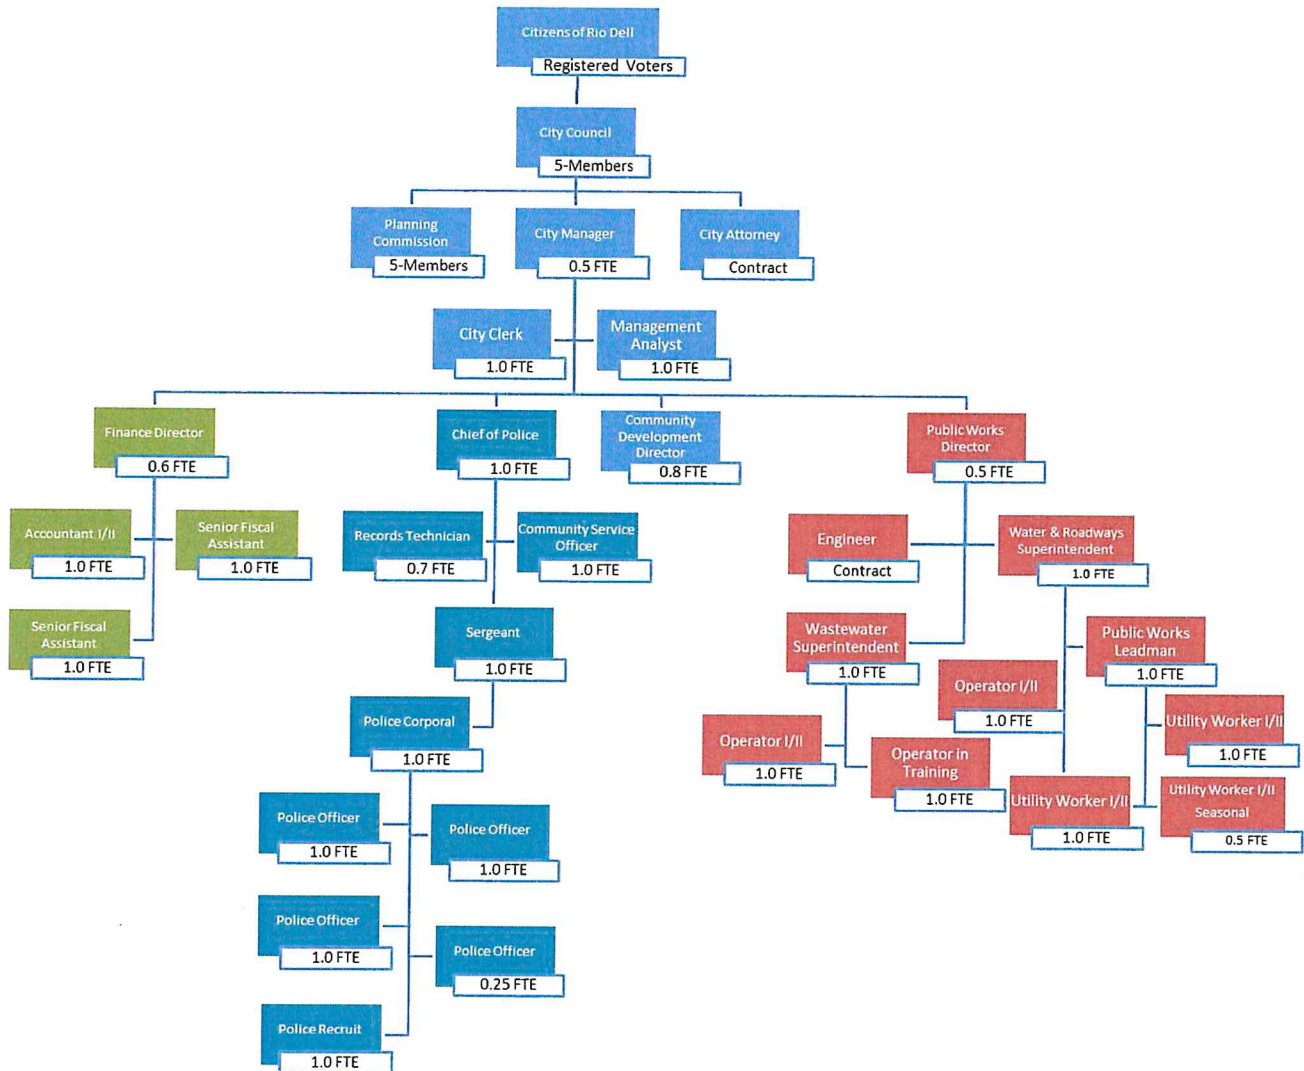 Citizens of Rio Dell
Registered Voters
City Council
5-Members
Planning
Commission
5-Members
City Manager
0.5 FTE
City Attorney
Contract
City Clerk
1.0 FTE
Management
Analyst
1.0 FTE
Finance Director
0.6 FTE
Chief of Police
1.0 FTE
Community
Development
Director
0.8 FTE
Public Works
Director
0.5 FTE
Accountant I/II
1.0 FTE
Senior Fiscal
Assistant
1.0 FTE
Senior Fiscal
Assistant
1.0 FTE
Records Technician
0.7 FTE
Community Service
Officer
1.0 FTE
Sergeant
1.0 FTE
Police Corporal
1.0 FTE
Police Officer
1.0 FTE
Police Officer
1.0 FTE
Police Officer
1.0 FTE
Police Officer
0.25 FTE
Police Recruit
1.0 FTE
Engineer
Contract
Water & Roadways
Superintendent
1.0 FTE
Wastewater
Superintendent
1.0 FTE
Public Works
Leadman
1.0 FTE
Operator I/II
1.0 FTE
Operator I/II
1.0 FTE
Operator in
Training
1.0 FTE
Utility Worker I/II
1.0 FTE
Utility Worker I/II
1.0 FTE
Utility Worker I/II
Seasonal
0.5 FTE